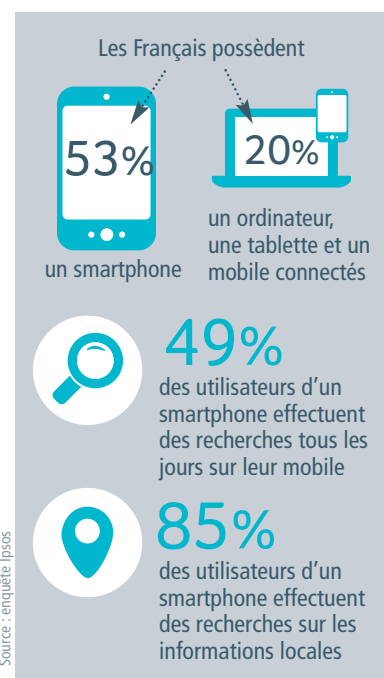 Les Français possèdent
53%
un smartphone
20%
un ordinateur,
une tablette et un
mobile connectés
49%
des utilisateurs d'un
smartphone effectuent
des recherches tous les
jours sur leur mobile
85%
des utilisateurs d'un
smartphone effectuent
des recherches sur les
informations locales
Source : enquête Ipsos